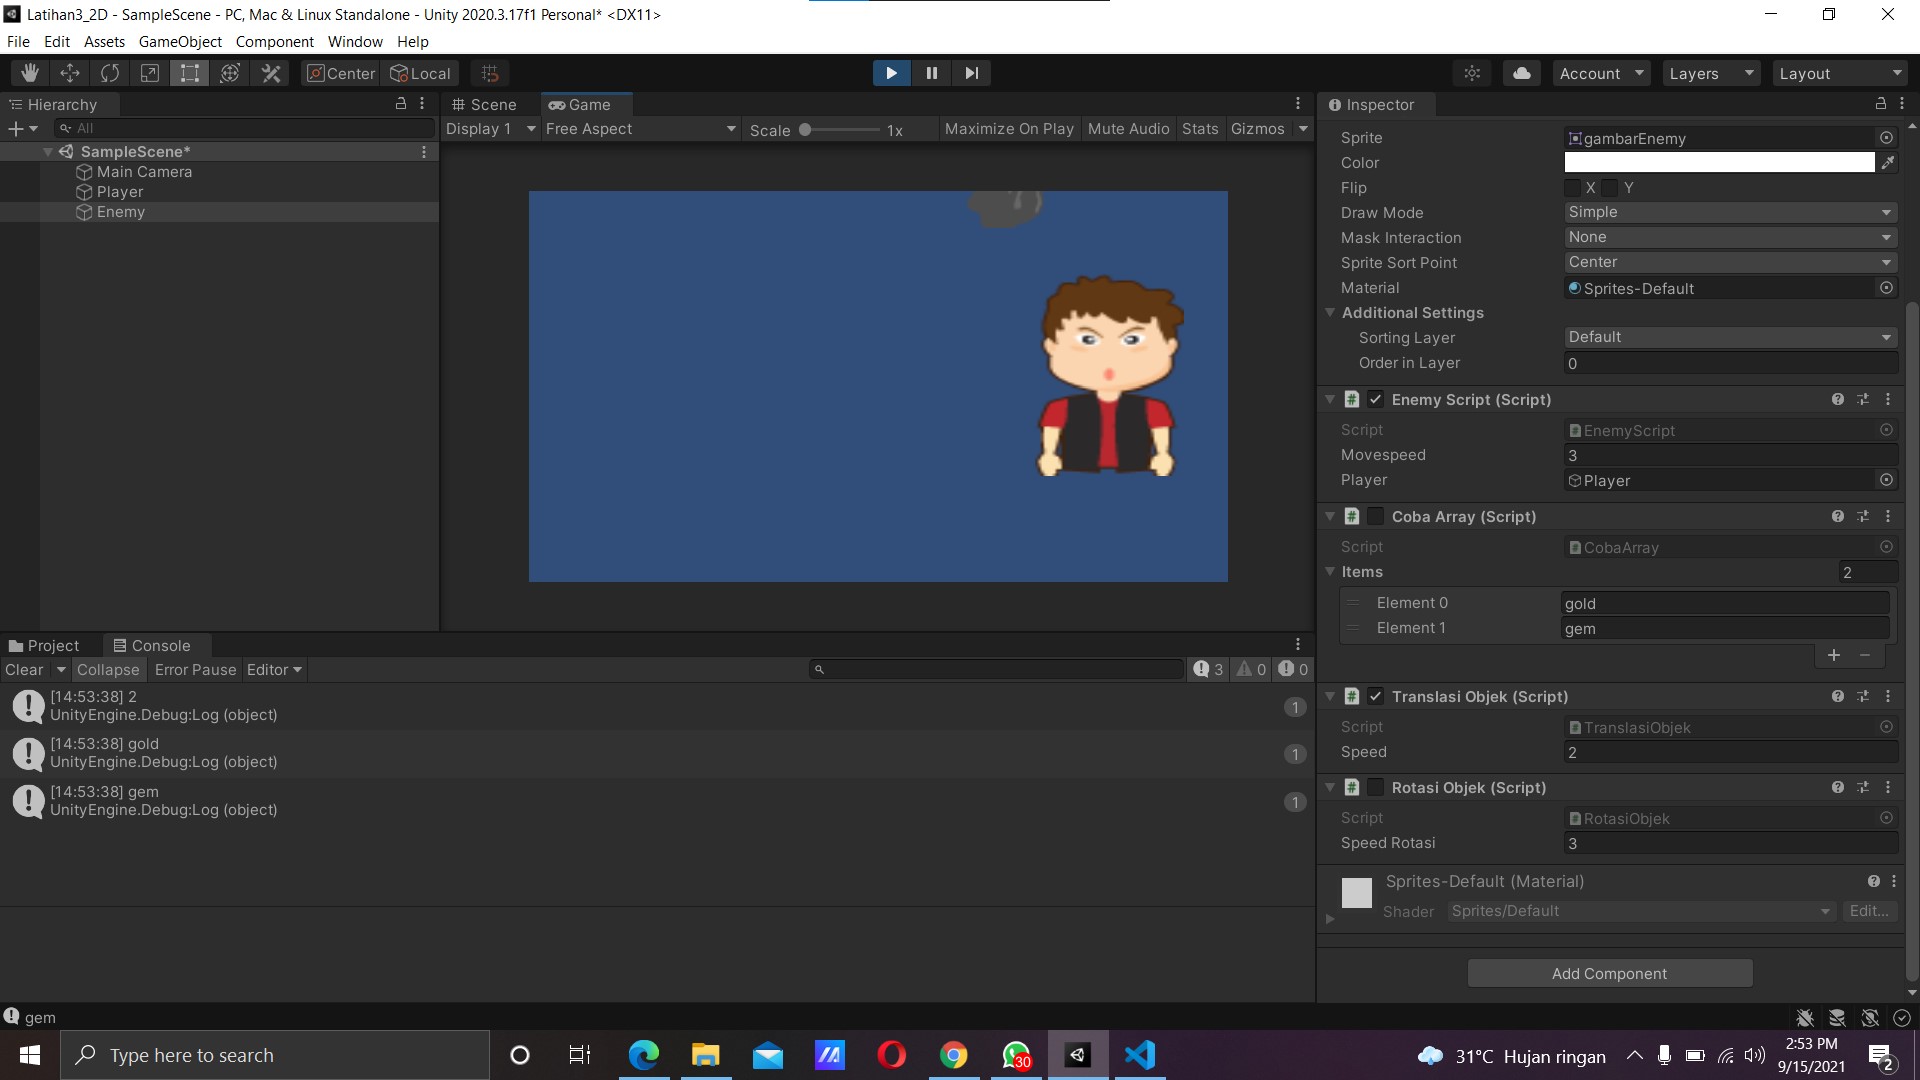 Latihan3_2D - SampleScene - PC, Mac & Linux Standalone - Unity 2020.3.17f1 Personal* <DX11>
File Edit Assets GameObject Component Window Help
Center Local
Account Layers Layout
Hierarchy
All
SampleScene*
Main Camera
Player
Enemy
Scene Game
Display 1 Free Aspect Scale 1x Maximize On Play Mute Audio Stats Gizmos
Inspector
Sprite gambarEnemy
Color
Flip X Y
Draw Mode Simple
Mask Interaction None
Sprite Sort Point Center
Material Sprites-Default
Additional Settings
Sorting Layer Default
Order in Layer 0
Enemy Script (Script)
Script EnemyScript
Movespeed 3
Player Player
Coba Array (Script)
Script CobaArray
Items 2
Element 0 gold
Element 1 gem
Translasi Objek (Script)
Script TranslasiObjek
Speed 2
Rotasi Objek (Script)
Script RotasiObjek
Speed Rotasi 3
Sprites-Default (Material)
Shader Sprites/Default Edit...
Add Component
Project Console
Clear Collapse Error Pause Editor 3 0 0
[14:53:38] 2
UnityEngine.Debug:Log (object)
1
[14:53:38] gold
UnityEngine.Debug:Log (object)
1
[14:53:38] gem
UnityEngine.Debug:Log (object)
1
gem
Type here to search
30
31°C Hujan ringan
2:53 PM
9/15/2021
2